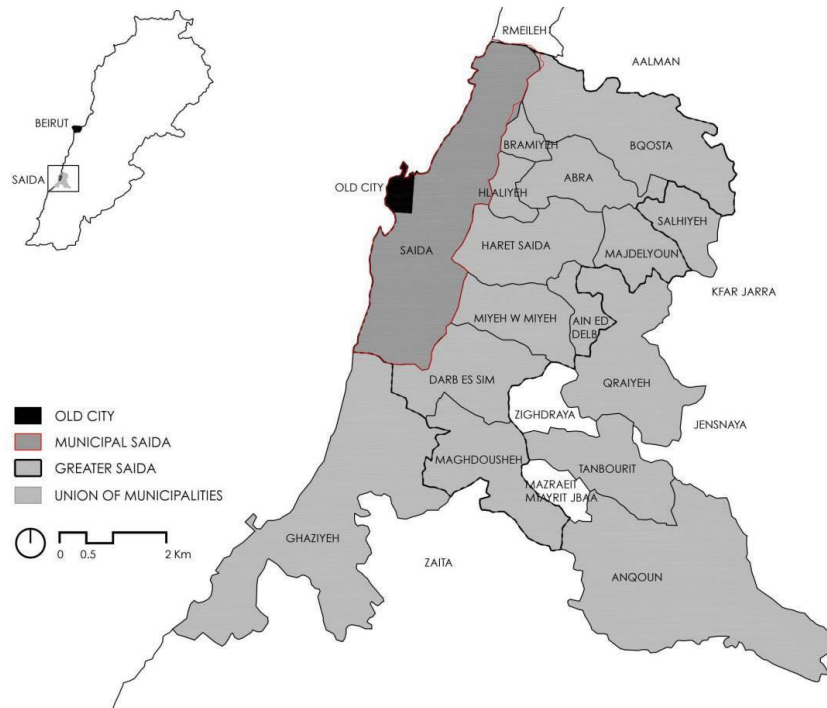 RMEILEH
AALMAN
BEIRUT
BRAMIYEH
BQOSTA
SAIDA
OLD CITY
HLALIYEH
ABRA
SALHIYEH
SAIDA
HARET SAIDA
MAJDELYOUN
KFAR JARRA
MIYEH W MIYEH
AIN ED
DELB
DARB ES SIM
QRAIYEH
ZIGHDRAYA
JENSNAYA
OLD CITY
MUNICIPAL SAIDA
GREATER SAIDA
UNION OF MUNICIPALITIES
MAGHDOUSHEH
TANBOURIT
MAZRAEIT
MTAYRIT JBAA
GHAZIYEH
0 0.5 2 Km
ZAITA
ANQOUN